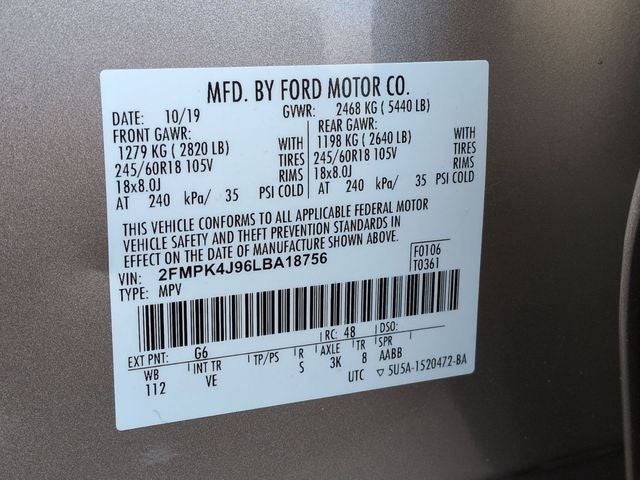 MFD. BY FORD MOTOR CO.
DATE: 10/19 GVWR: 2468 KG ( 5440 LB)
FRONT GAWR: REAR GAWR:
1279 KG ( 2820 LB) WITH 1198 KG ( 2640 LB) WITH
245/60R18 105V TIRES 245/60R18 105V TIRES
18x8.0J RIMS 18x8.0J RIMS
AT 240 kPa/ 35 PSI COLD AT 240 kPa/ 35 PSI COLD
THIS VEHICLE CONFORMS TO ALL APPLICABLE FEDERAL MOTOR
VEHICLE SAFETY AND THEFT PREVENTION STANDARDS IN
EFFECT ON THE DATE OF MANUFACTURE SHOWN ABOVE.
VIN: 2FMPK4J96LBA18756 F0106
TYPE: MPV T0361
EXT PNT: G6 RC: 48 DSO:
WB INT TR TP/PS R AXLE TR SPR
112 VE S 3K 8 AABB
UTC ▽ 5U5A-1520472-BA